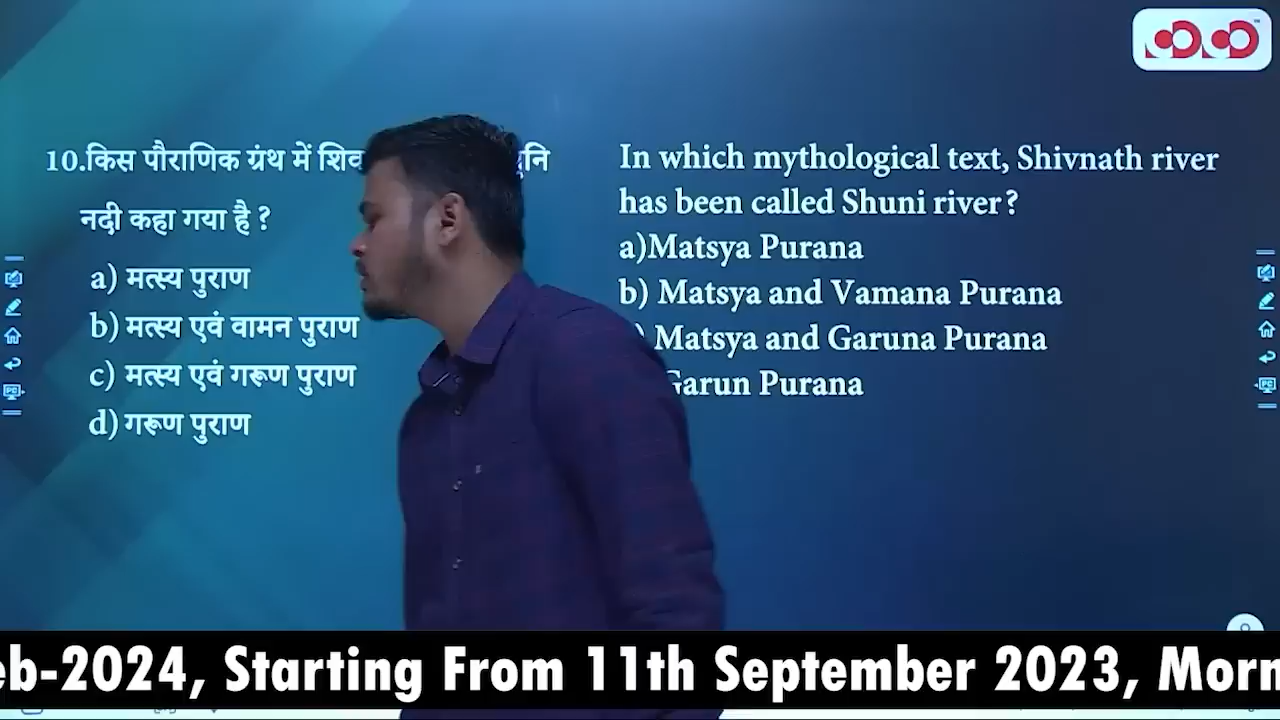 10.किस पौराणिक ग्रंथ में
नदी कहा गया है ?
a) मत्स्य पुराण
b) मत्स्य एवं वामन पुराण
c) मत्स्य एवं गरूण पुराण
d) गरूण पुराण
In which mythological text, Shivnath river
has been called Shuni river?
a)Matsya Purana
b) Matsya and Vamana Purana
) Matsya and Garuna Purana
Garun Purana
eb-2024, Starting From 11th September 2023, Morn